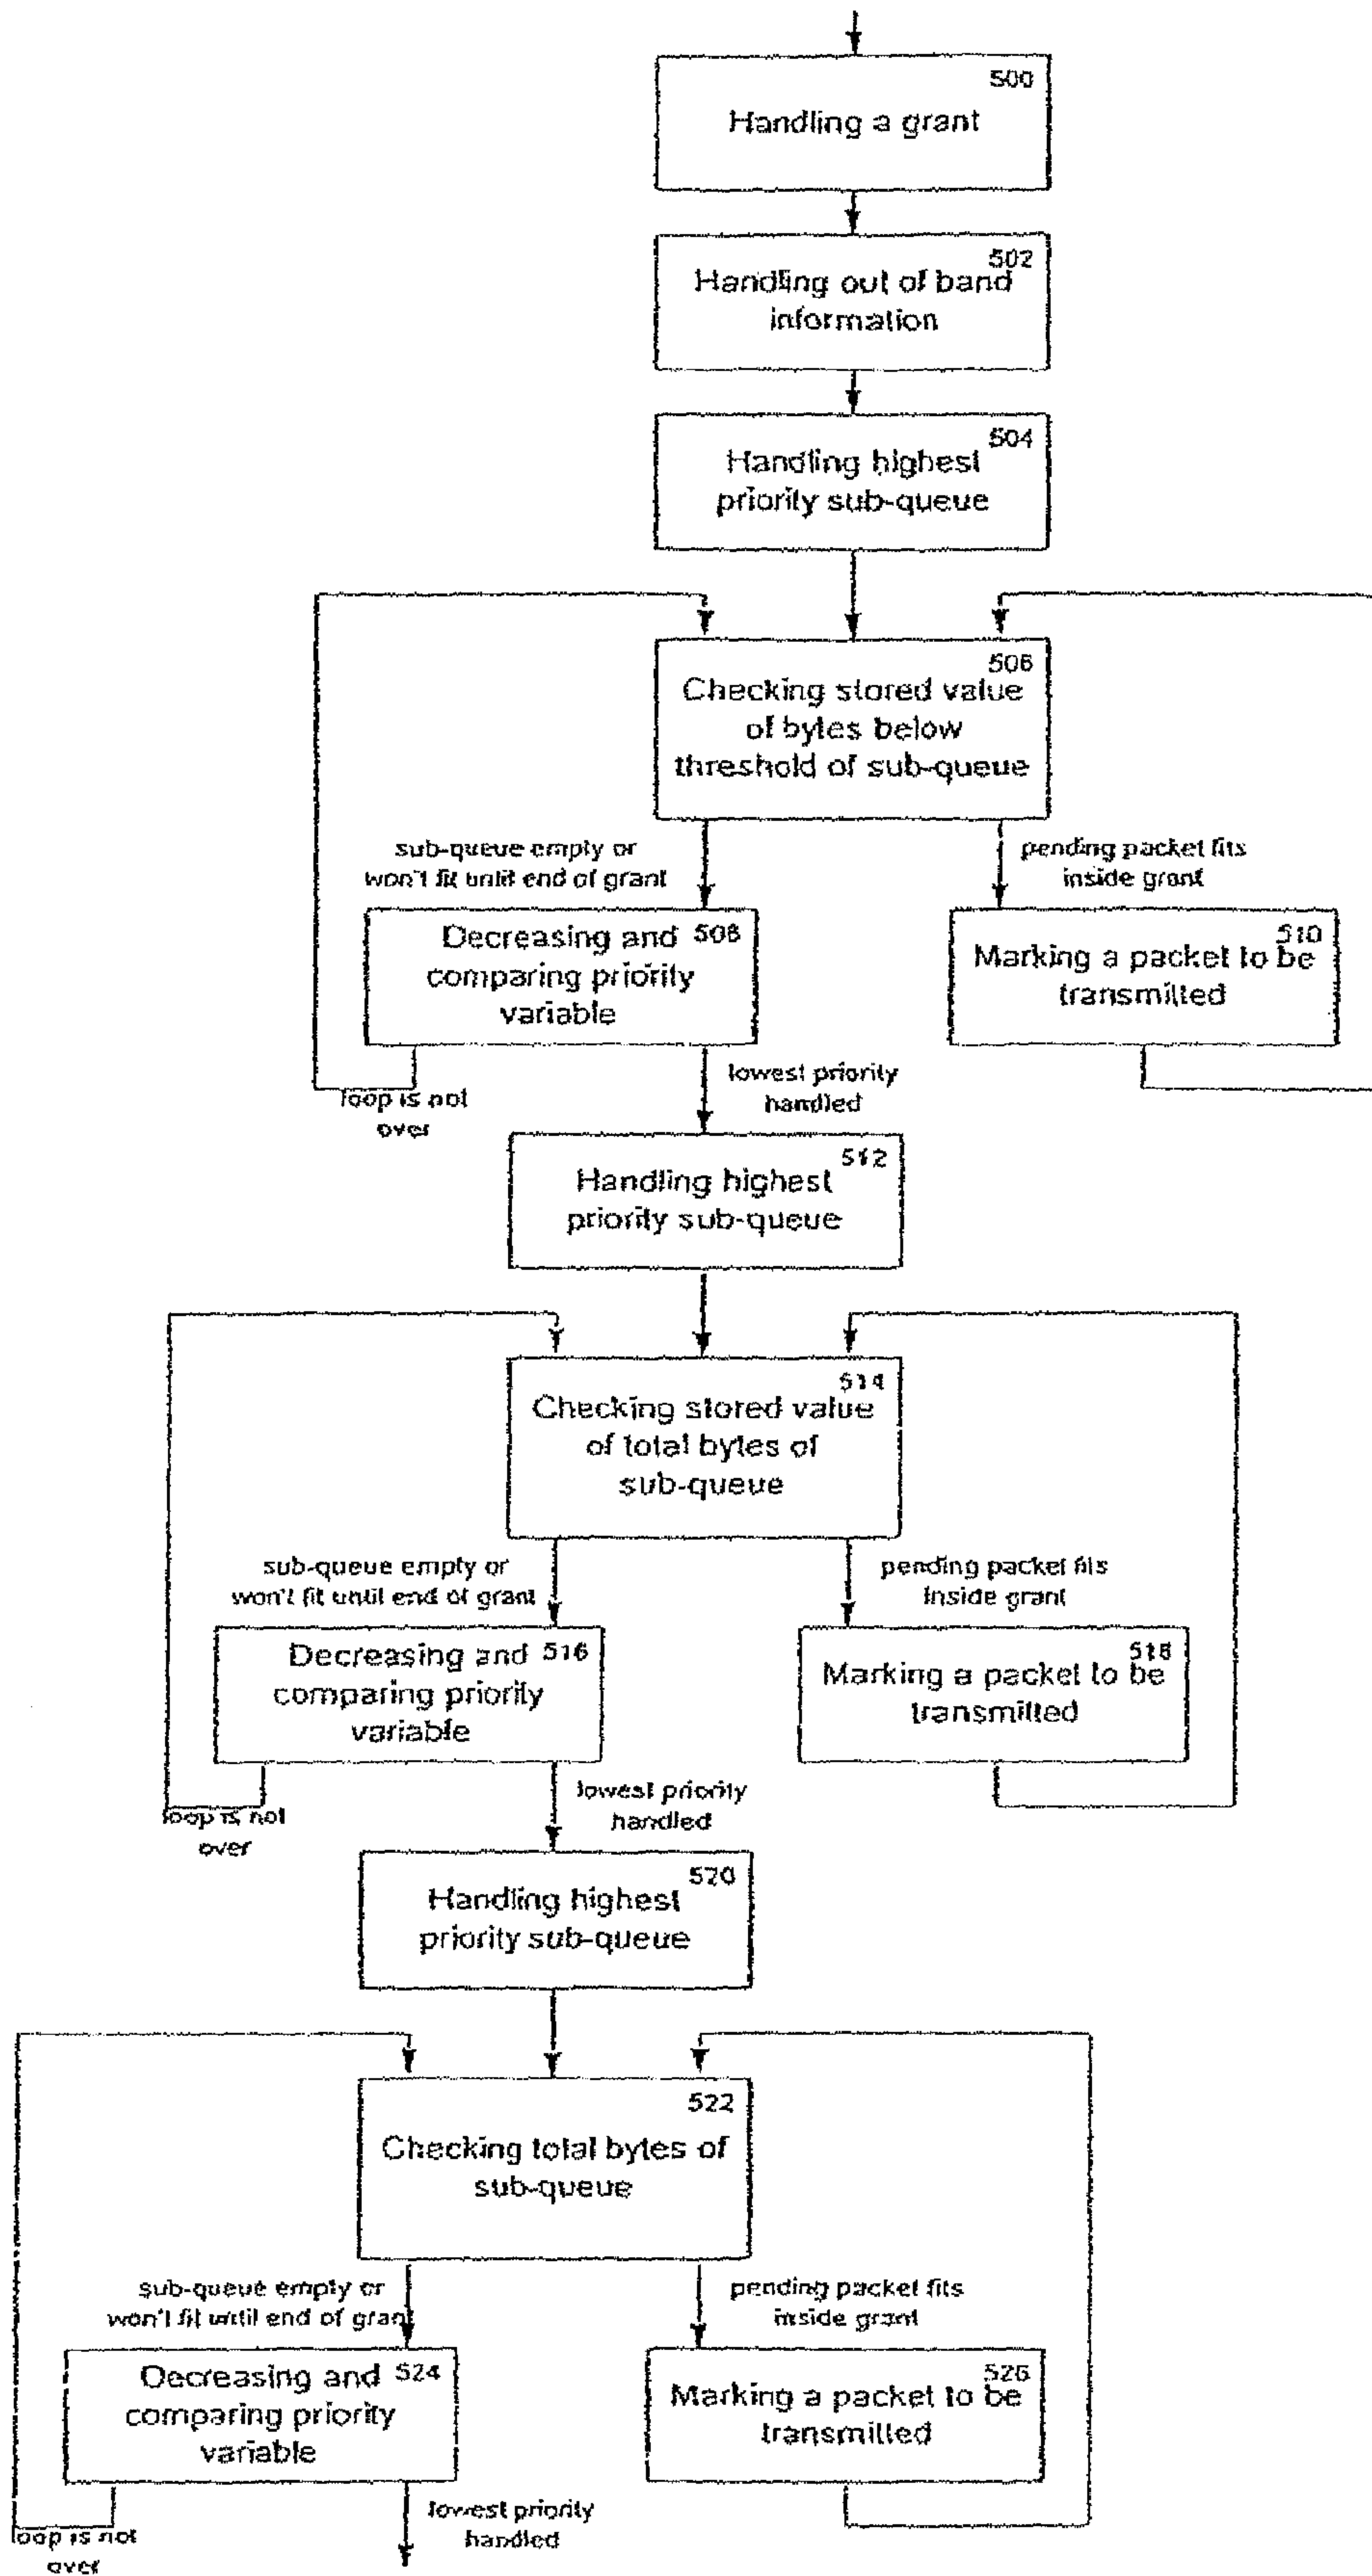 500
Handling a grant
502
Handling out of band
information
504
Handling highest
priority sub-queue
506
Checking stored value
of bytes below
threshold of sub-queue
sub-queue empty or
won't fit until end of grant
pending packet fits
inside grant
Decreasing and 508
comparing priority
variable
510
Marking a packet to be
transmitted
loop is not
over
lowest priority
handled
512
Handling highest
priority sub-queue
514
Checking stored value
of total bytes of
sub-queue
sub-queue empty or
won't fit until end of grant
pending packet fits
inside grant
Decreasing and 516
comparing priority
variable
518
Marking a packet to be
transmitted
loop is not
over
lowest priority
handled
520
Handling highest
priority sub-queue
522
Checking total bytes of
sub-queue
sub-queue empty or
won't fit until end of grant
pending packet fits
inside grant
Decreasing and 524
comparing priority
variable
526
Marking a packet to be
transmitted
loop is not
over
lowest priority
handled